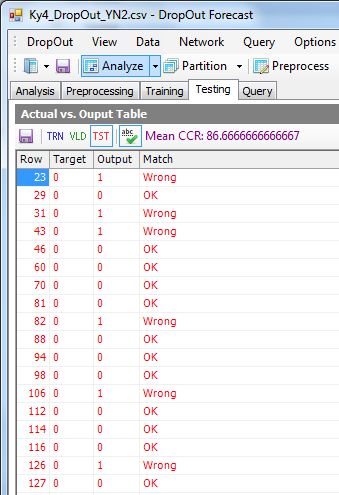 Ky4_DropOut_YN2.csv - DropOut Forecast
DropOut View Data Network Query Options
Analyze Partition Preprocess
Analysis Preprocessing Training Testing Query
Actual vs. Ouput Table
TRN VLD TST abc Mean CCR: 86.6666666666667
Row Target Output Match
23 0 1 Wrong
29 0 0 OK
31 0 1 Wrong
43 0 1 Wrong
46 0 0 OK
60 0 0 OK
70 0 0 OK
81 0 0 OK
82 0 1 Wrong
88 0 0 OK
94 0 0 OK
98 0 0 OK
106 0 1 Wrong
112 0 0 OK
114 0 0 OK
116 0 0 OK
126 0 1 Wrong
127 0 0 OK